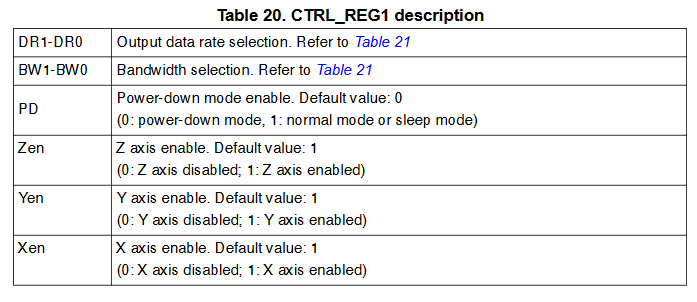 Table 20. CTRL_REG1 description
DR1-DR0 Output data rate selection. Refer to Table 21
BW1-BW0 Bandwidth selection. Refer to Table 21
PD Power-down mode enable. Default value: 0
(0: power-down mode, 1: normal mode or sleep mode)
Zen Z axis enable. Default value: 1
(0: Z axis disabled; 1: Z axis enabled)
Yen Y axis enable. Default value: 1
(0: Y axis disabled; 1: Y axis enabled)
Xen X axis enable. Default value: 1
(0: X axis disabled; 1: X axis enabled)